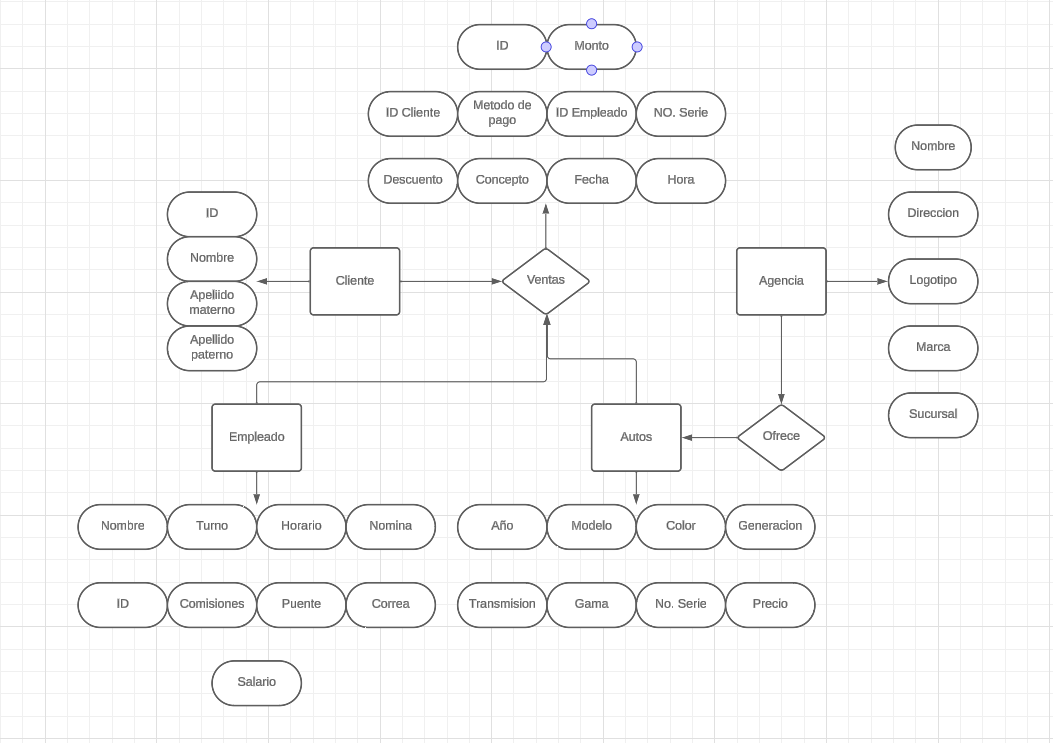 ID
Monto
ID Cliente
Metodo de
pago
ID Empleado
NO. Serie
Nombre
Descuento
Concepto
Fecha
Hora
ID
Direccion
Nombre
Cliente
Ventas
Agencia
Logotipo
Apeliido
materno
Apellido
paterno
Marca
Sucursal
Empleado
Autos
Ofrece
Nombre
Turno
Horario
Nomina
Año
Modelo
Color
Generacion
ID
Comisiones
Puente
Correa
Transmision
Gama
No. Serie
Precio
Salario